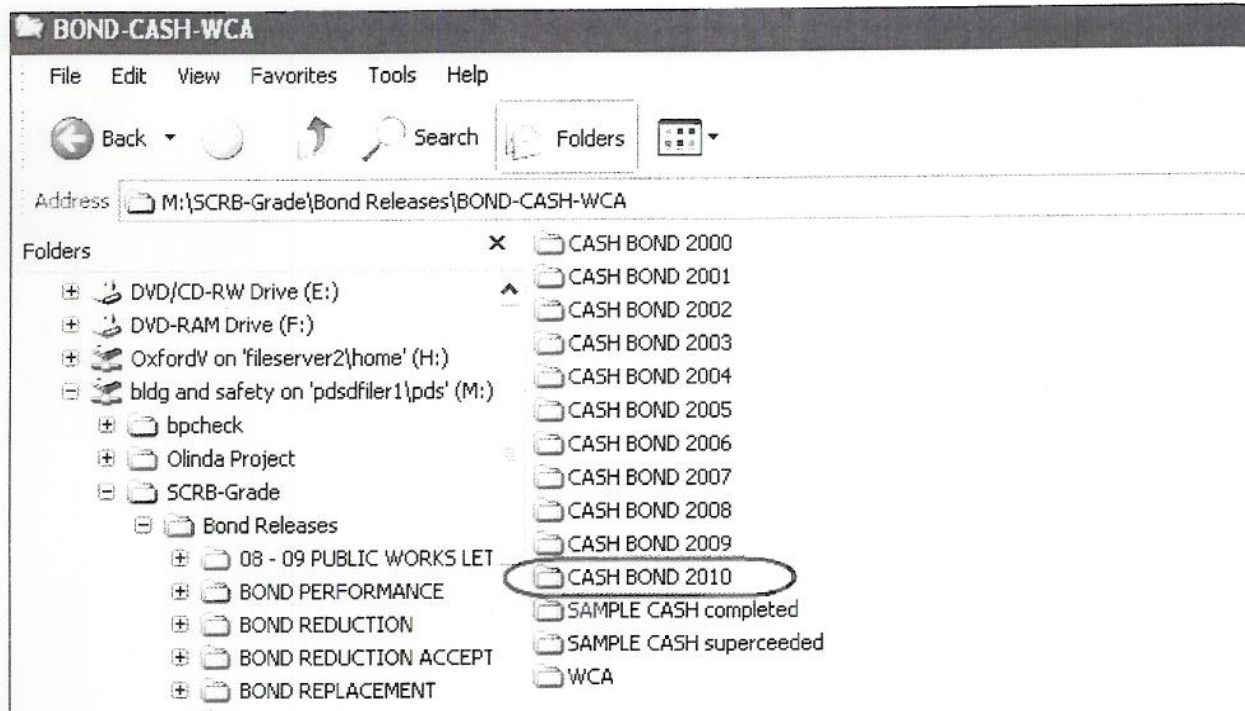 BOND-CASH-WCA
File Edit View Favorites Tools Help
Back Search Folders
Address M:\SCRB-Grade\Bond Releases\BOND-CASH-WCA
Folders
DVD/CD-RW Drive (E:)
DVD-RAM Drive (F:)
OxfordV on 'fileserver2\home' (H:)
bldg and safety on 'pdsdfiler1\pds' (M:)
bpcheck
Olinda Project
SCRB-Grade
Bond Releases
08 - 09 PUBLIC WORKS LET
BOND PERFORMANCE
BOND REDUCTION
BOND REDUCTION ACCEPT
BOND REPLACEMENT
CASH BOND 2000
CASH BOND 2001
CASH BOND 2002
CASH BOND 2003
CASH BOND 2004
CASH BOND 2005
CASH BOND 2006
CASH BOND 2007
CASH BOND 2008
CASH BOND 2009
CASH BOND 2010
SAMPLE CASH completed
SAMPLE CASH superceeded
WCA